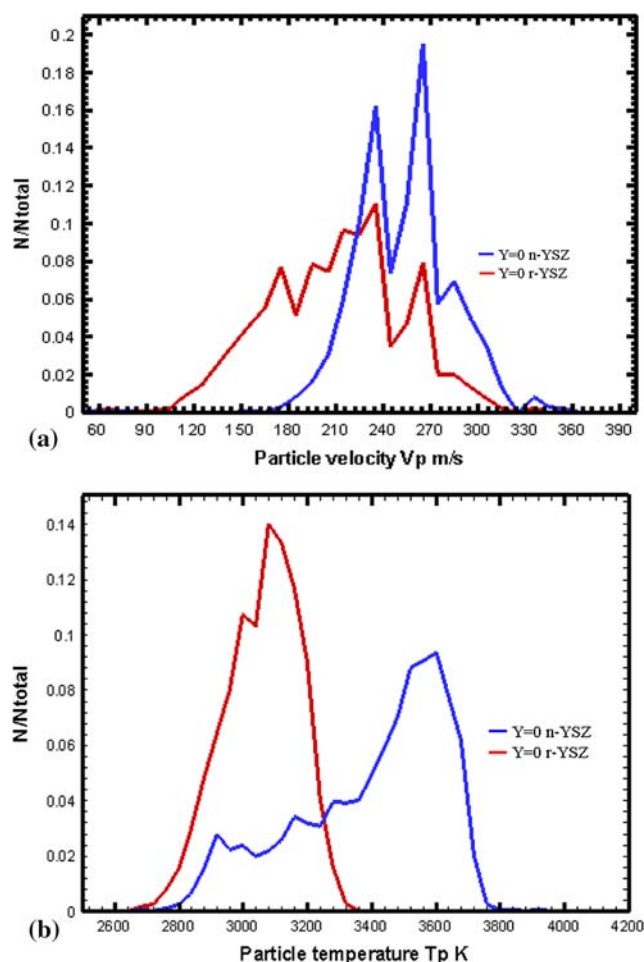 0.2
0.18
0.16
0.14
0.12
0.1
0.08
0.06
0.04
0.02
0
N/Ntotal
Y=0 n-YSZ
Y=0 r-YSZ
60 90 120 150 180 210 240 270 300 330 360 390
(a)
Particle velocity Vp m/s
0.14
0.12
0.1
0.08
0.06
0.04
0.02
0
N/Ntotal
Y=0 n-YSZ
Y=0 r-YSZ
2600 2800 3000 3200 3400 3600 3800 4000 4200
(b)
Particle temperature Tp K